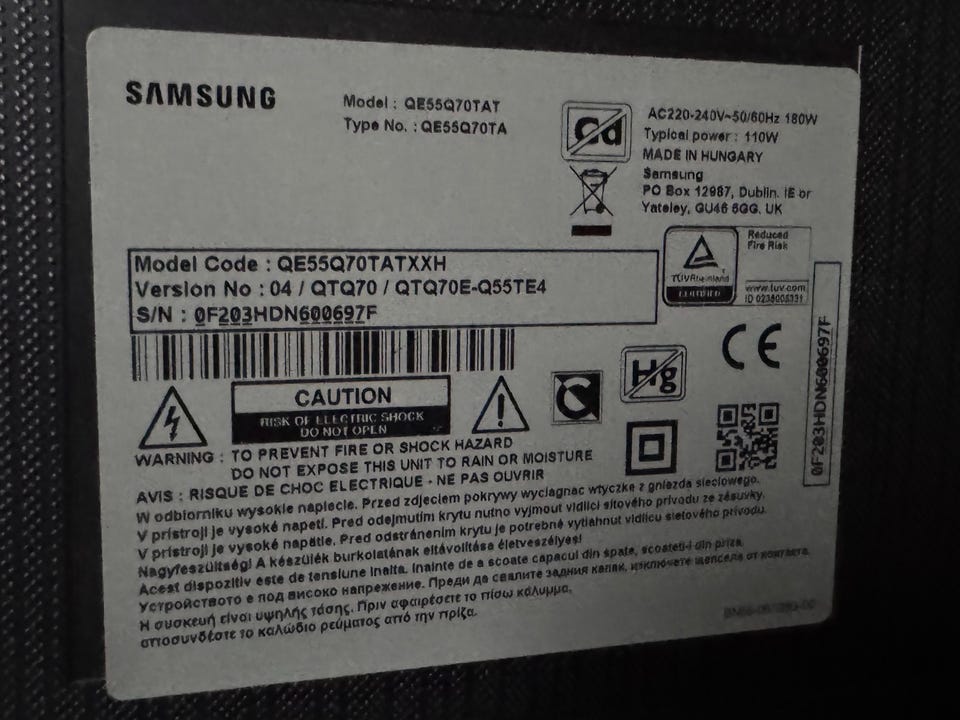 SAMSUNG
Model : QE55Q70TAT
Type No. : QE55Q70TA
Cd
AC220-240V~50/60Hz 180W
Typical power : 110W
MADE IN HUNGARY
Samsung
PO Box 12987, Dublin. IE or
Yateley, GU46 6GG. UK
TÜVRheinland
CERTIFIED
Reduced
Fire Risk
www.tuv.com
ID 0238005331
Model Code : QE55Q70TATXXH
Version No : 04 / QTQ70 / QTQ70E-Q55TE4
S/N : 0F203HDN600697F
0F203HDN600697F
CE
Hg
CAUTION
RISK OF ELECTRIC SHOCK
DO NOT OPEN
WARNING : TO PREVENT FIRE OR SHOCK HAZARD
DO NOT EXPOSE THIS UNIT TO RAIN OR MOISTURE
AVIS : RISQUE DE CHOC ELECTRIQUE - NE PAS OUVRIR
W odbiorniku wysokie napiecie. Przed zdjeciem pokrywy wyciagnac wtyczke z gniazda sieciowego.
V prístroji je vysoké napetí. Pred odejmutím krytu nutno vyjmout vidlici sítového prívodu ze zásuvky.
V prístroji je vysoké napätie. Pred odstránením krytu je potrebné vytiahnut vidlicu sietového prívodu.
Nagyfeszültség! A készülék burkolatának eltávolítása életveszélyes!
Acest dispozitiv este de tensiune inalta. Inainte de a scoate capacul din spate, scoateti-l din priza.
Устройството е под високо напрежение. Преди да свалите задния капак, изключете щепсела от контакта.
Η συσκευή είναι υψηλής τάσης. Πριν αφαιρέσετε το πίσω κάλυμμα,
αποσυνδέστε το καλώδιο ρεύματος από την πρίζα.